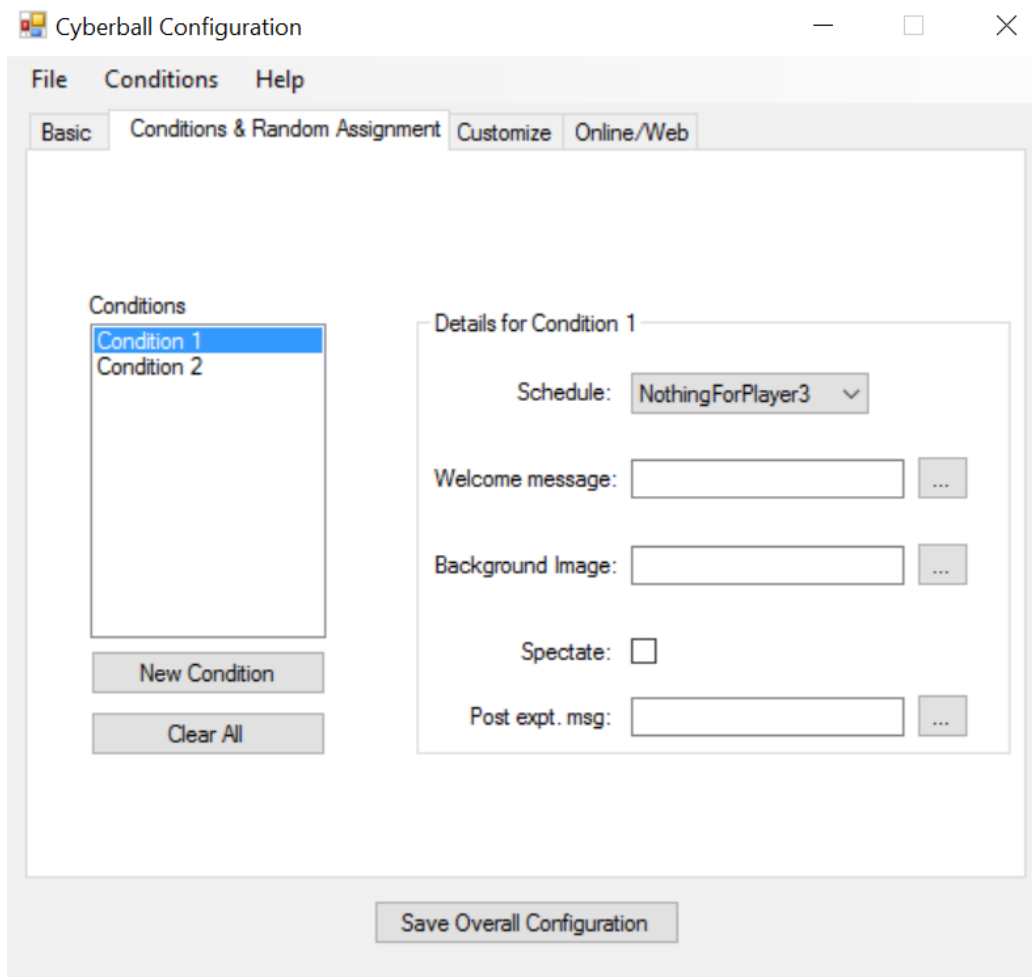 Cyberball Configuration
File Conditions Help
Basic Conditions & Random Assignment Customize Online/Web
Conditions
Condition 1
Condition 2
New Condition
Clear All
Details for Condition 1
Schedule: NothingForPlayer3
Welcome message: ...
Background Image: ...
Spectate:
Post expt. msg: ...
Save Overall Configuration